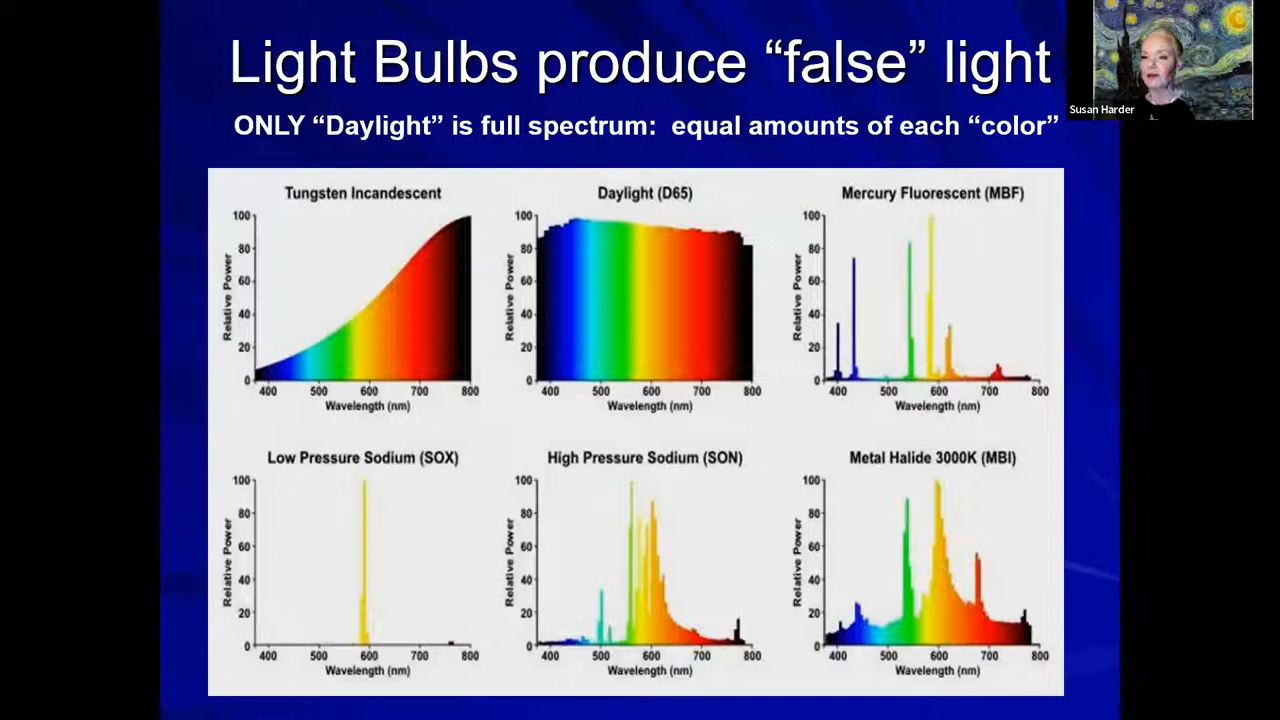 Light Bulbs produce “false” light
Susan Harder
ONLY “Daylight” is full spectrum: equal amounts of each “color”
Tungsten Incandescent
100
80
60
40
20
0
Relative Power
400 500 600 700 800
Wavelength (nm)
Daylight (D65)
100
80
60
40
20
0
Relative Power
400 500 600 700 800
Wavelength (nm)
Mercury Fluorescent (MBF)
100
80
60
40
20
0
Relative Power
400 500 600 700 800
Wavelength (nm)
Low Pressure Sodium (SOX)
100
80
60
40
20
0
Relative Power
400 500 600 700 800
Wavelength (nm)
High Pressure Sodium (SON)
100
80
60
40
20
0
Relative Power
400 500 600 700 800
Wavelength (nm)
Metal Halide 3000K (MBI)
100
80
60
40
20
0
Relative Power
400 500 600 700 800
Wavelength (nm)